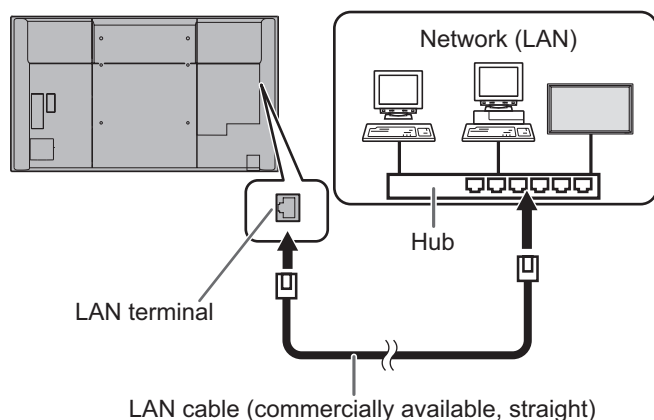 Network (LAN)
Hub
LAN terminal
LAN cable (commercially available, straight)